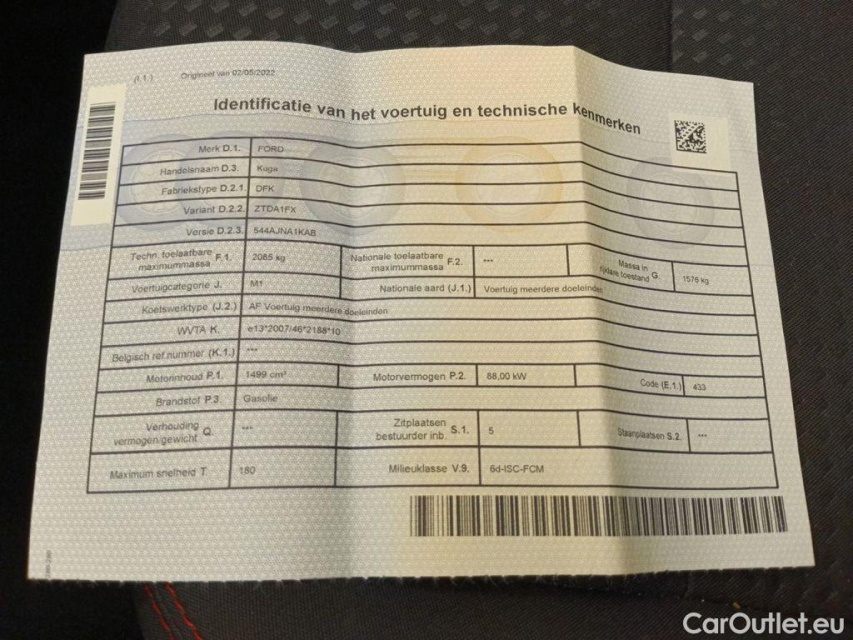 (I.1.) Origineel van 02/05/2022
Identificatie van het voertuig en technische kenmerken
Merk D.1. FORD
Handelsnaam D.3. Kuga
Fabriekstype D.2.1. DFK
Variant D.2.2. ZTDA1FX
Versie D.2.3. 544AJNA1KAB
Techn. toelaatbare maximummassa F.1. 2085 kg Nationale toelaatbare maximummassa F.2. *** Massa in rijklare toestand G. 1576 kg
Voertuigcategorie J. M1 Nationale aard (J.1.) Voertuig meerdere doeleinden
Koetswerktype (J.2.) AF Voertuig meerdere doeleinden
WVTA K. e13*2007/46*2188*10
Belgisch ref.nummer (K.1.) ***
Motorinhoud P.1. 1499 cm³ Motorvermogen P.2. 88,00 kW Code (E.1.) 433
Brandstof P.3. Gasolie
Verhouding vermogen/gewicht Q. *** Zitplaatsen bestuurder inb. S.1. 5 Staanplaatsen S.2. ***
Maximum snelheid T. 180 Milieuklasse V.9. 6d-ISC-FCM
CarOutlet.eu